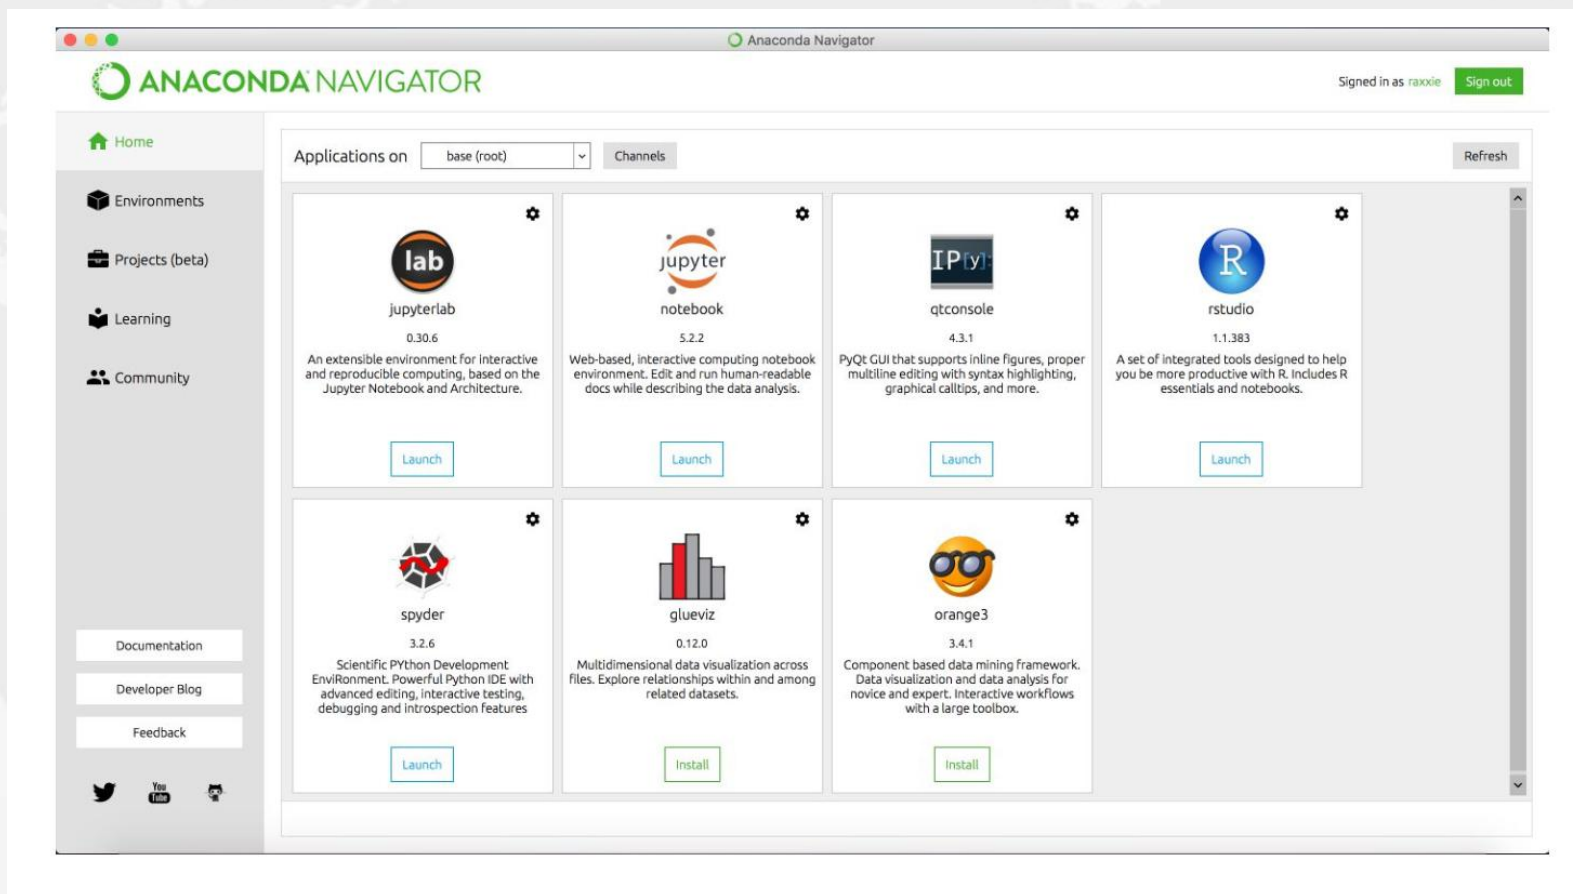 Anaconda Navigator
ANACONDA NAVIGATOR
Signed in as raxxie
Sign out
Home
Environments
Projects (beta)
Learning
Community
Documentation
Developer Blog
Feedback
You
Tube
Applications on
base (root)
Channels
Refresh
lab
jupyterlab
0.30.6
An extensible environment for interactive
and reproducible computing, based on the
Jupyter Notebook and Architecture.
Launch
jupyter
notebook
5.2.2
Web-based, interactive computing notebook
environment. Edit and run human-readable
docs while describing the data analysis.
Launch
IP[y]:
qtconsole
4.3.1
PyQt GUI that supports inline figures, proper
multiline editing with syntax highlighting,
graphical calltips, and more.
Launch
R
rstudio
1.1.383
A set of integrated tools designed to help
you be more productive with R. Includes R
essentials and notebooks.
Launch
spyder
3.2.6
Scientific PYthon Development
EnviRonment. Powerful Python IDE with
advanced editing, interactive testing,
debugging and introspection features
Launch
glueviz
0.12.0
Multidimensional data visualization across
files. Explore relationships within and among
related datasets.
Install
orange3
3.4.1
Component based data mining framework.
Data visualization and data analysis for
novice and expert. Interactive workflows
with a large toolbox.
Install